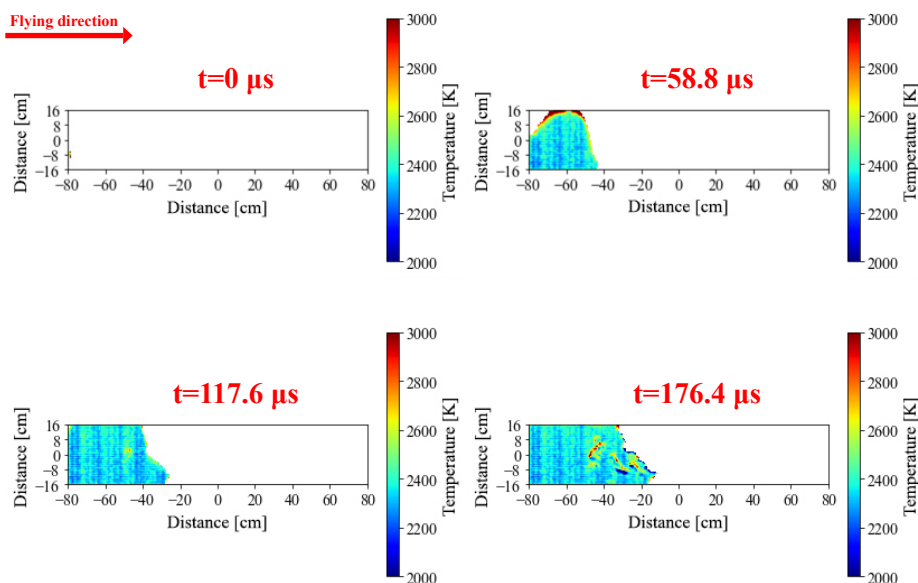 Flying direction
t=0 μs
Distance [cm]
16
8
0
−8
−16
−80 −60 −40 −20 0 20 40 60 80
Distance [cm]
3000
2800
2600
2400
2200
2000
Temperature [K]
t=58.8 μs
Distance [cm]
16
8
0
−8
−16
−80 −60 −40 −20 0 20 40 60 80
Distance [cm]
3000
2800
2600
2400
2200
2000
Temperature [K]
t=117.6 μs
Distance [cm]
16
8
0
−8
−16
−80 −60 −40 −20 0 20 40 60 80
Distance [cm]
3000
2800
2600
2400
2200
2000
Temperature [K]
t=176.4 μs
Distance [cm]
16
8
0
−8
−16
−80 −60 −40 −20 0 20 40 60 80
Distance [cm]
3000
2800
2600
2400
2200
2000
Temperature [K]